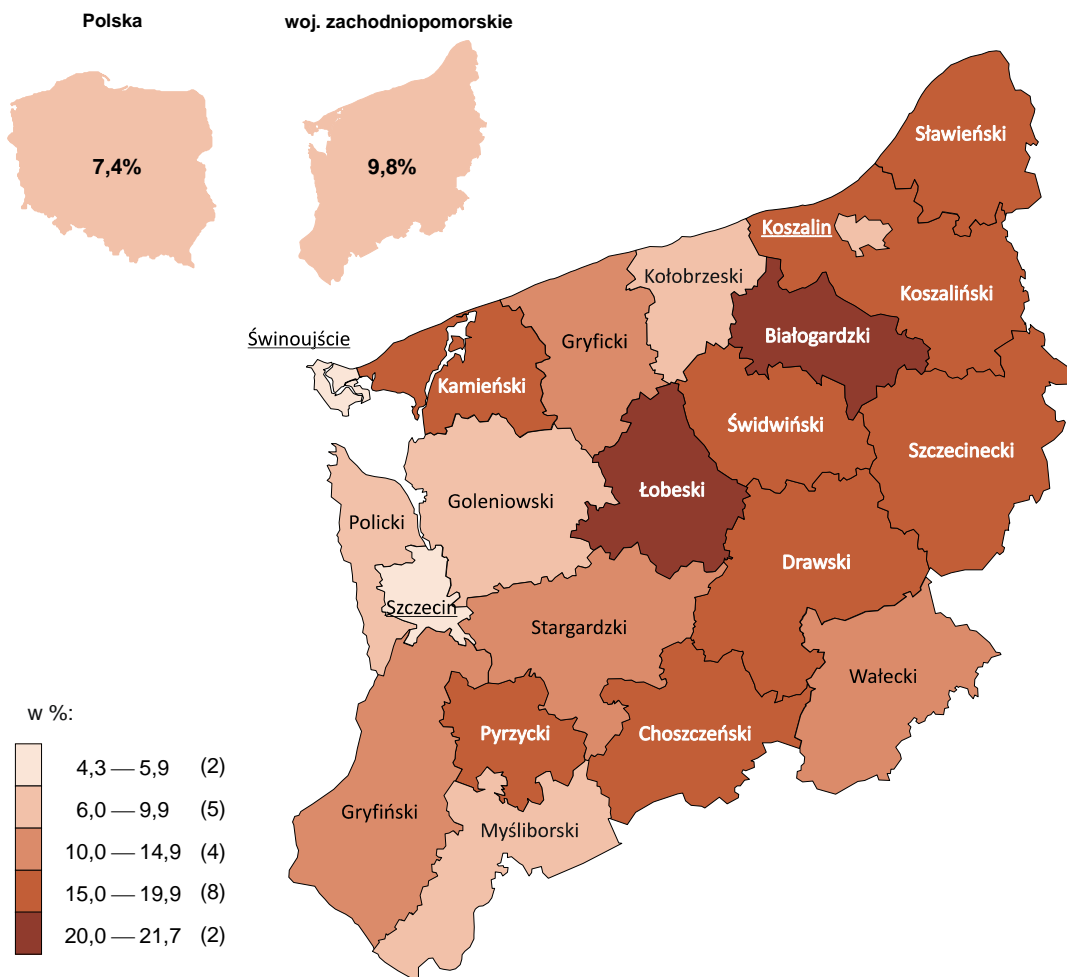 Polska
woj. zachodniopomorskie
7,4%
9,8%
Sławieński
Koszalin
Kołobrzeski
Koszaliński
Świnoujście
Gryficki
Białogardzki
Kamieński
Świdwiński
Szczecinecki
Łobeski
Goleniowski
Policki
Drawski
Szczecin
Stargardzki
Wałecki
w %:
Pyrzycki
Choszczeński
4,3 — 5,9 (2)
6,0 — 9,9 (5)
Gryfiński
Myśliborski
10,0 — 14,9 (4)
15,0 — 19,9 (8)
20,0 — 21,7 (2)